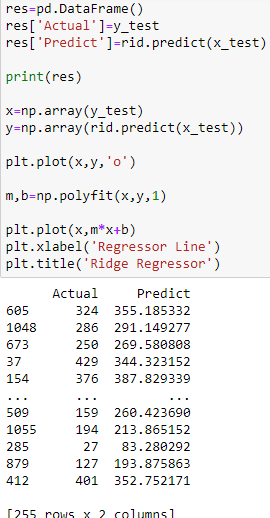 res=pd.DataFrame()
res['Actual']=y_test
res['Predict']=rid.predict(x_test)
print(res)
x=np.array(y_test)
y=np.array(rid.predict(x_test))
plt.plot(x,y,'o')
m,b=np.polyfit(x,y,1)
plt.plot(x,m*x+b)
plt.xlabel('Regressor Line')
plt.title('Ridge Regressor')
Actual Predict
605 324 355.185332
1048 286 291.149277
673 250 269.580808
37 429 344.323152
154 376 387.829339
... ... ...
509 159 260.423690
1055 194 213.865152
285 27 83.280292
879 127 193.875863
412 401 352.752171
[255 rows x 2 columns]